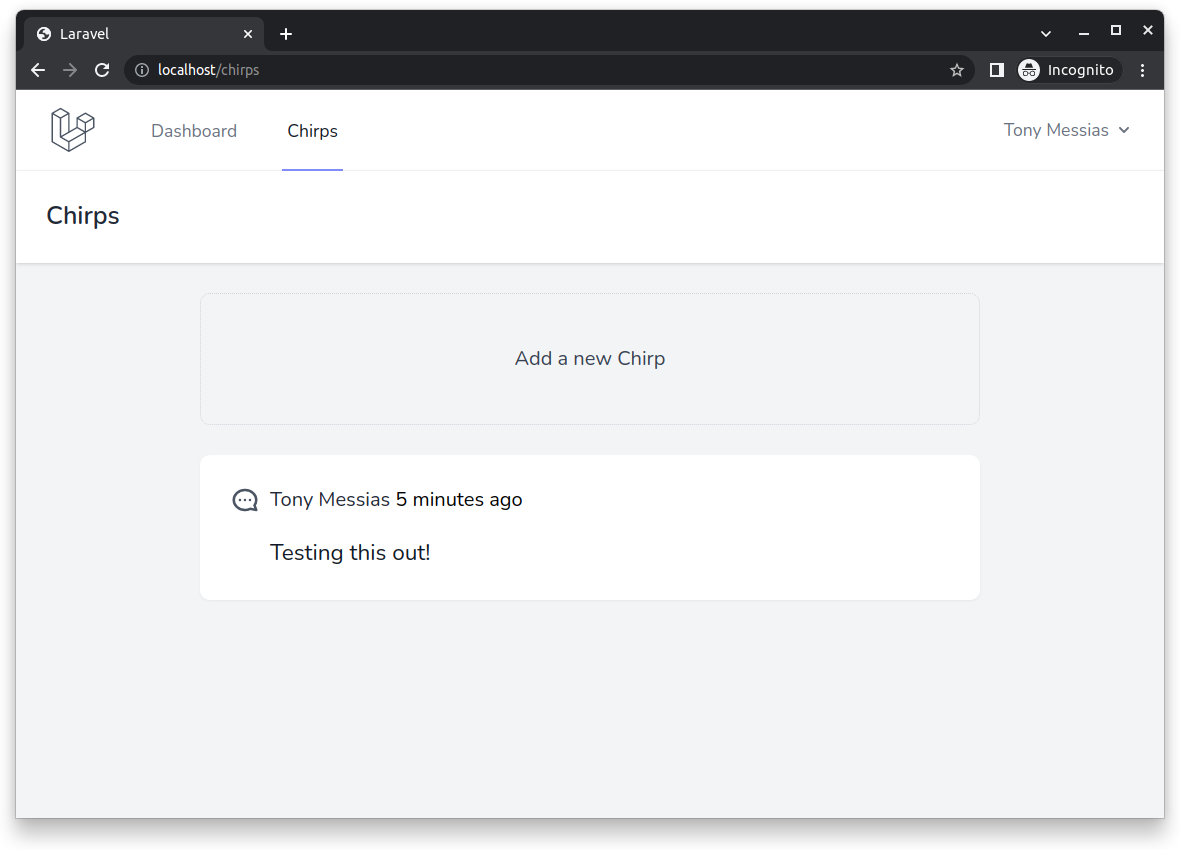 Laravel
localhost/chirps
Incognito
Dashboard
Chirps
Tony Messias
Chirps
Add a new Chirp
Tony Messias 5 minutes ago
Testing this out!